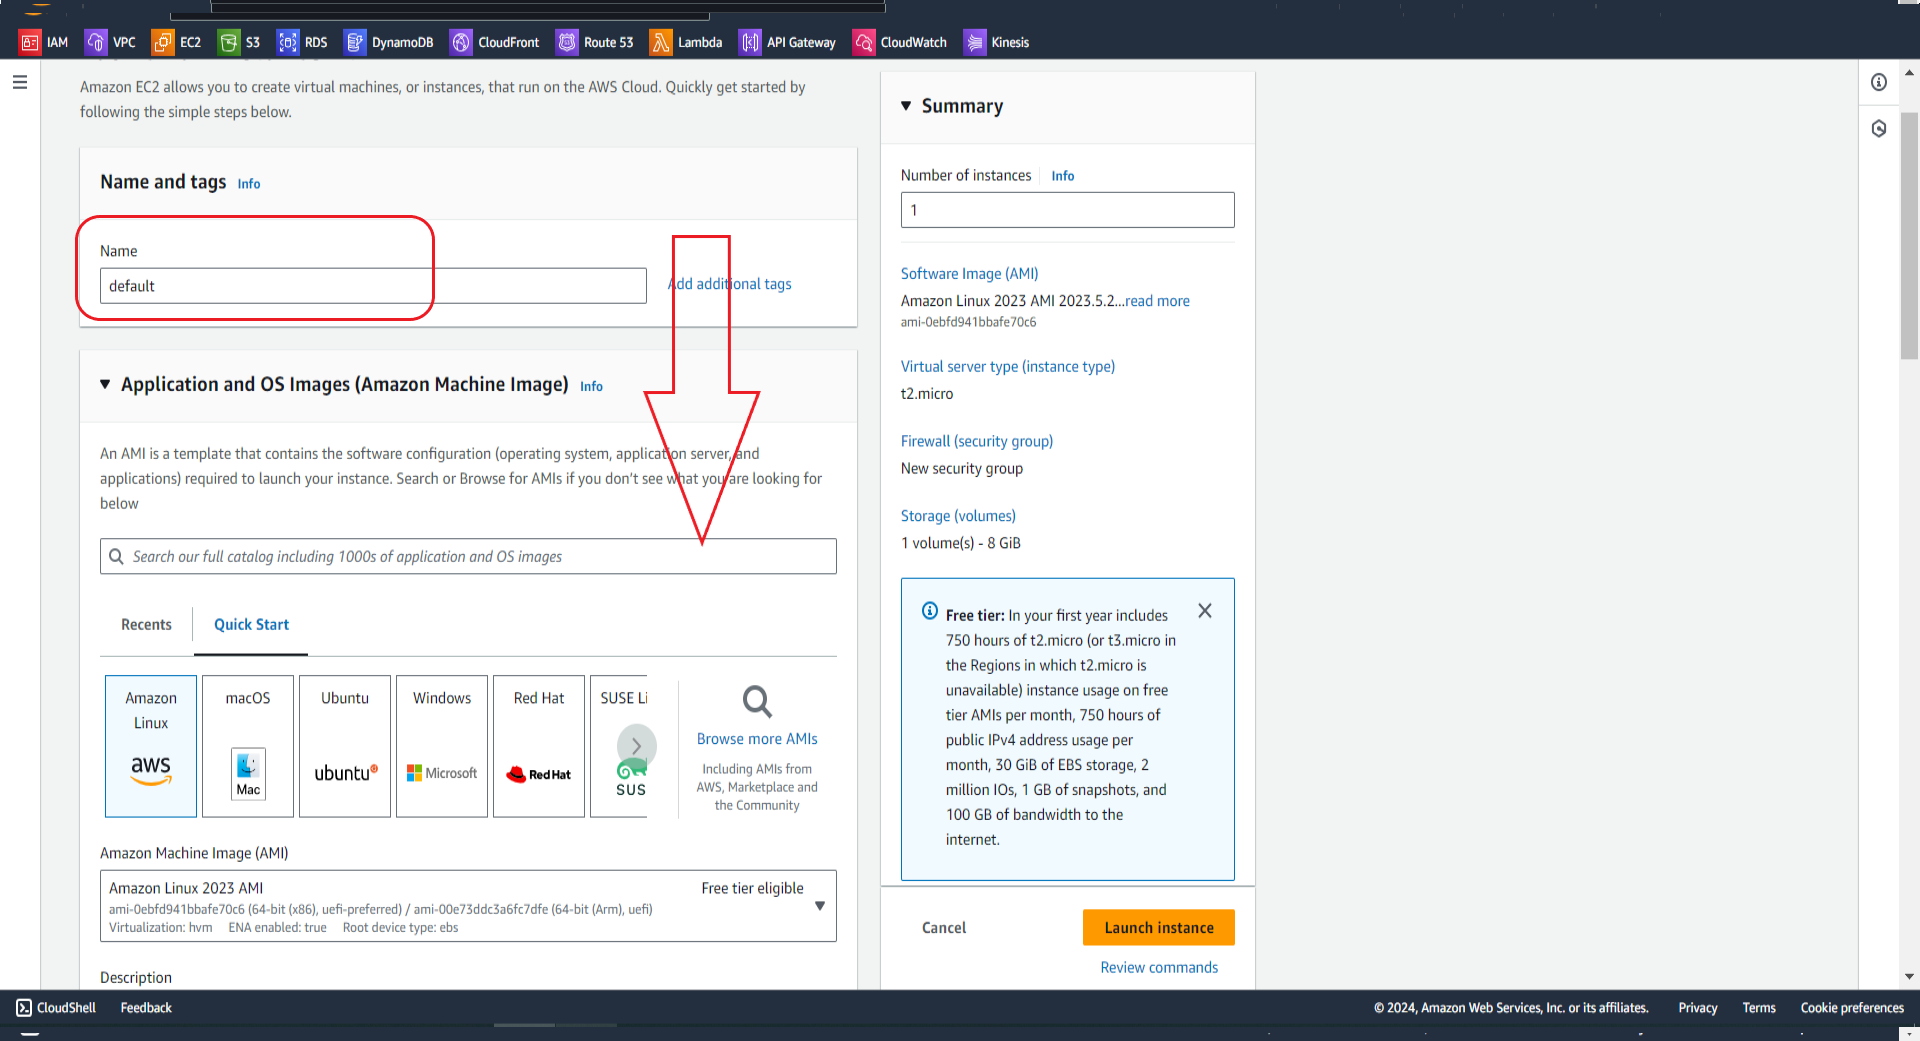 IAM VPC EC2 S3 RDS DynamoDB CloudFront Route 53 Lambda API Gateway CloudWatch Kinesis
Amazon EC2 allows you to create virtual machines, or instances, that run on the AWS Cloud. Quickly get started by
following the simple steps below.
Name and tags Info
Name
default
Add additional tags
Application and OS Images (Amazon Machine Image) Info
An AMI is a template that contains the software configuration (operating system, application server, and
applications) required to launch your instance. Search or Browse for AMIs if you don't see what you are looking for
below
Search our full catalog including 1000s of application and OS images
Recents Quick Start
Amazon
Linux
aws
macOS
Mac
Ubuntu
ubuntu
Windows
Microsoft
Red Hat
Red Hat
SUSE Li
SUS
Browse more AMIs
Including AMIs from
AWS, Marketplace and
the Community
Amazon Machine Image (AMI)
Amazon Linux 2023 AMI Free tier eligible
ami-0ebfd941bbafe70c6 (64-bit (x86), uefi-preferred) / ami-00e73ddc3a6fc7dfe (64-bit (Arm), uefi)
Virtualization: hvm ENA enabled: true Root device type: ebs
Description
Summary
Number of instances Info
1
Software Image (AMI)
Amazon Linux 2023 AMI 2023.5.2...read more
ami-0ebfd941bbafe70c6
Virtual server type (instance type)
t2.micro
Firewall (security group)
New security group
Storage (volumes)
1 volume(s) - 8 GiB
Free tier: In your first year includes
750 hours of t2.micro (or t3.micro in
the Regions in which t2.micro is
unavailable) instance usage on free
tier AMIs per month, 750 hours of
public IPv4 address usage per
month, 30 GiB of EBS storage, 2
million IOs, 1 GB of snapshots, and
100 GB of bandwidth to the
internet.
Cancel Launch instance
Review commands
CloudShell Feedback © 2024, Amazon Web Services, Inc. or its affiliates. Privacy Terms Cookie preferences